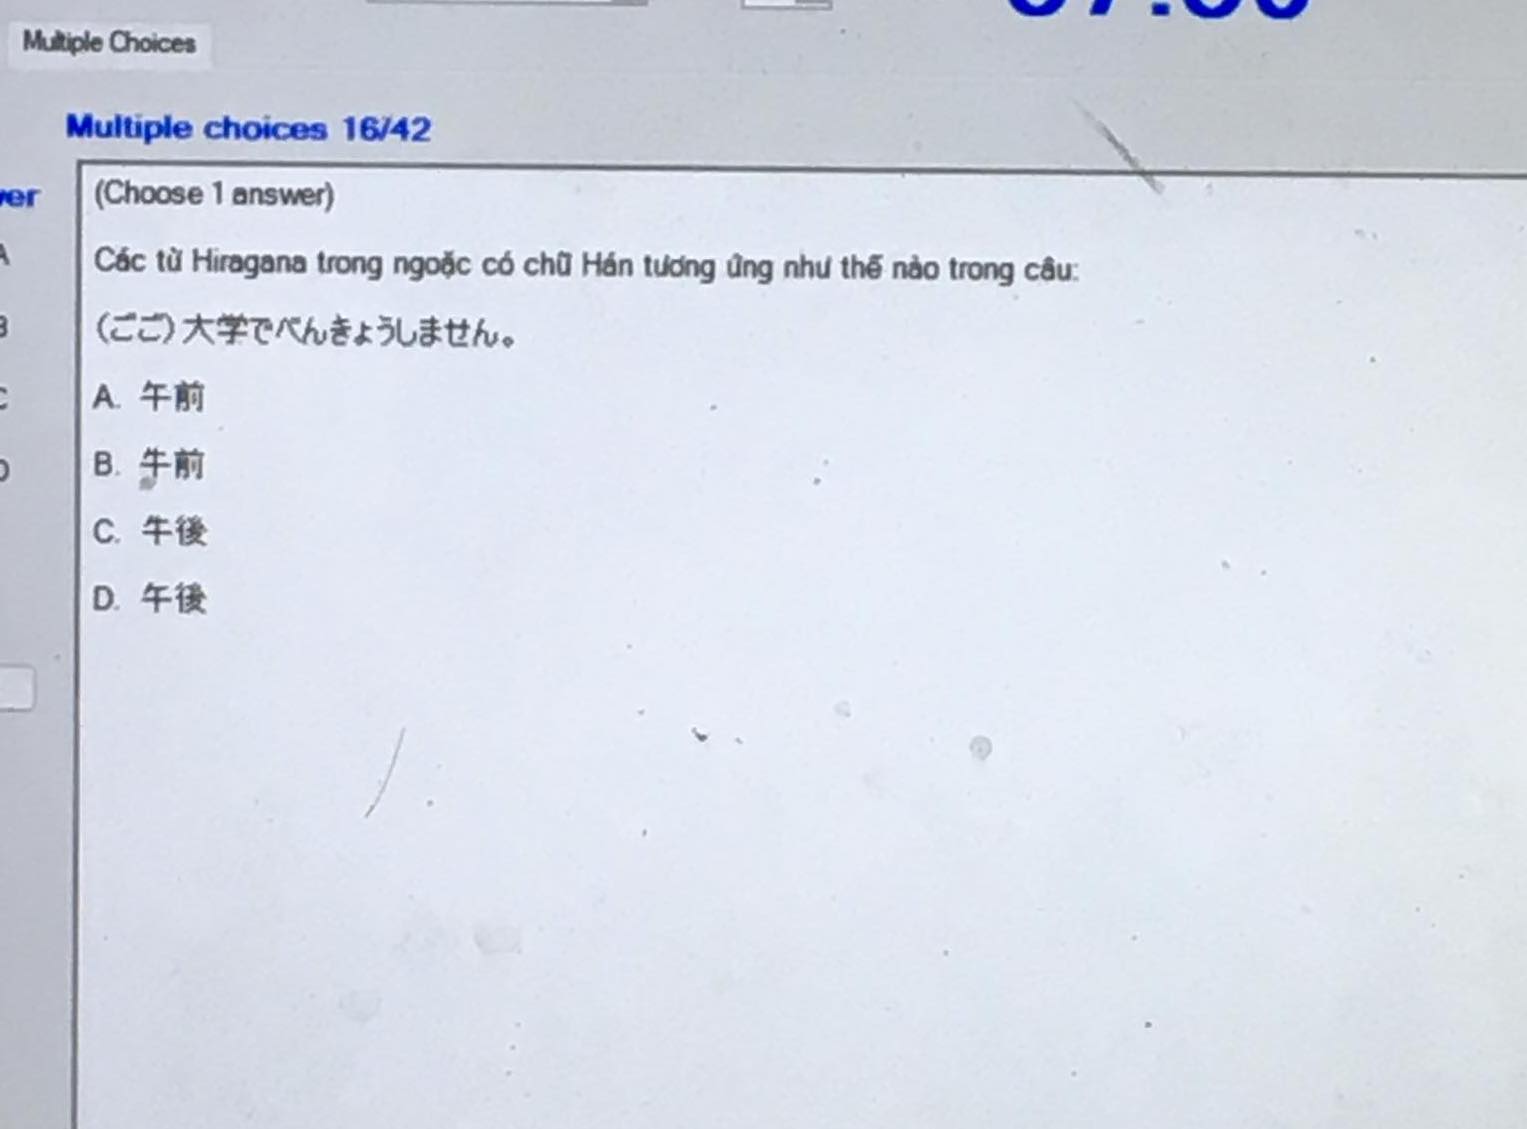 Multiple Choices
Multiple choices 16/42
(Choose 1 answer)
Các từ Hiragana trong ngoặc có chữ Hán tương ứng như thế nào trong câu:
(ごご) 大学でべんきょうしません。
A. 午前
B. 牛前
C. 牛後
D. 午後